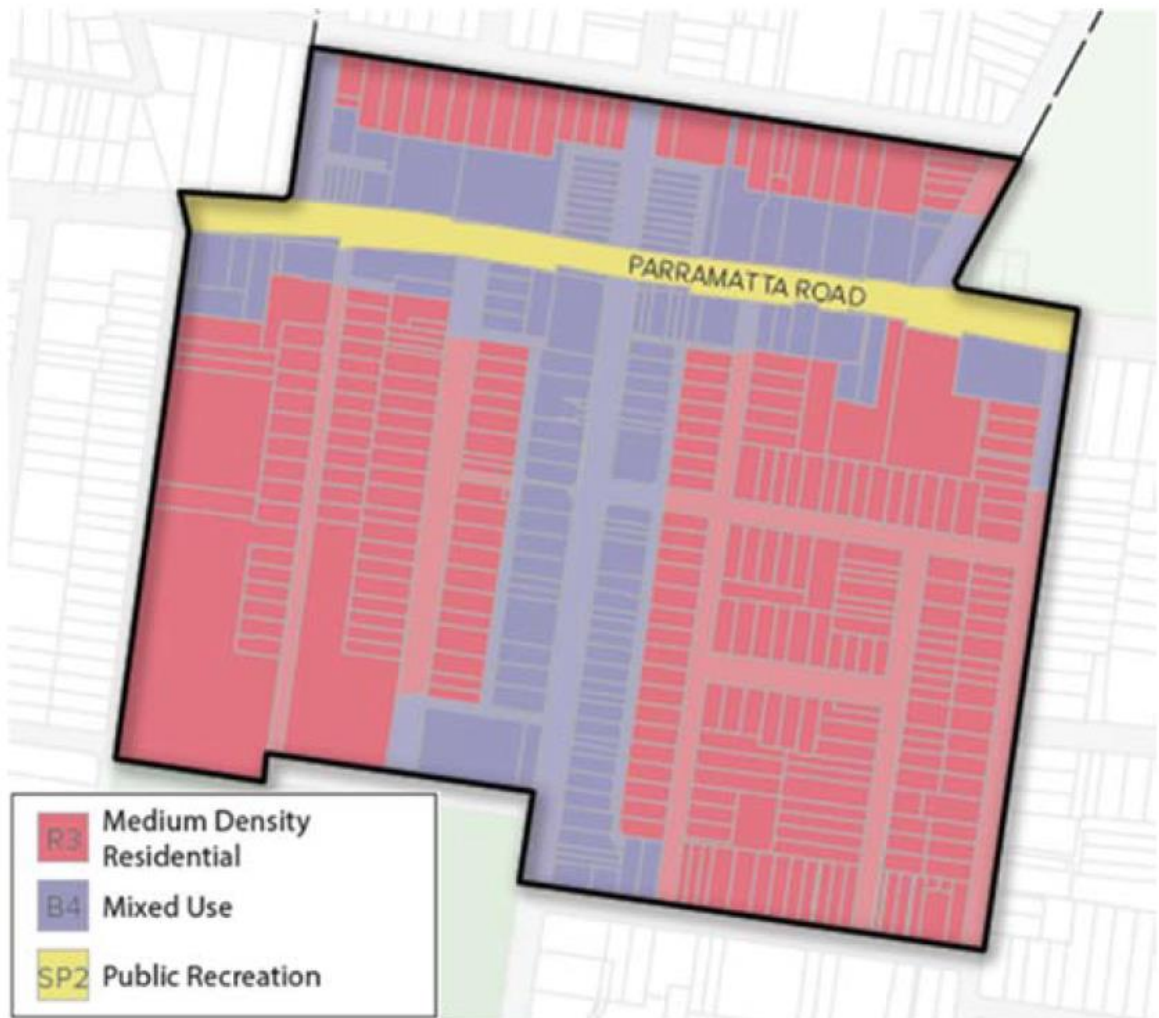 PARRAMATTA ROAD
R3 Medium Density
Residential
B4 Mixed Use
SP2 Public Recreation